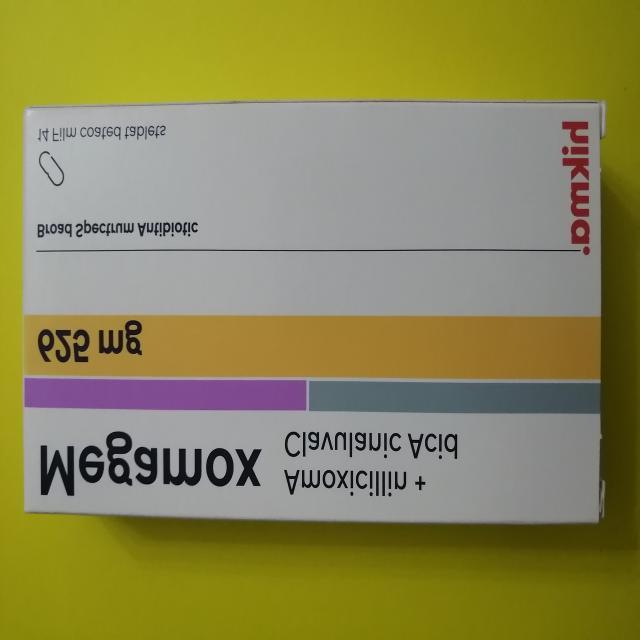 Megamox
Amoxicillin +
Clavulanic Acid
625 mg
Broad Spectrum Antibiotic
14 Film coated tablets
hikma.